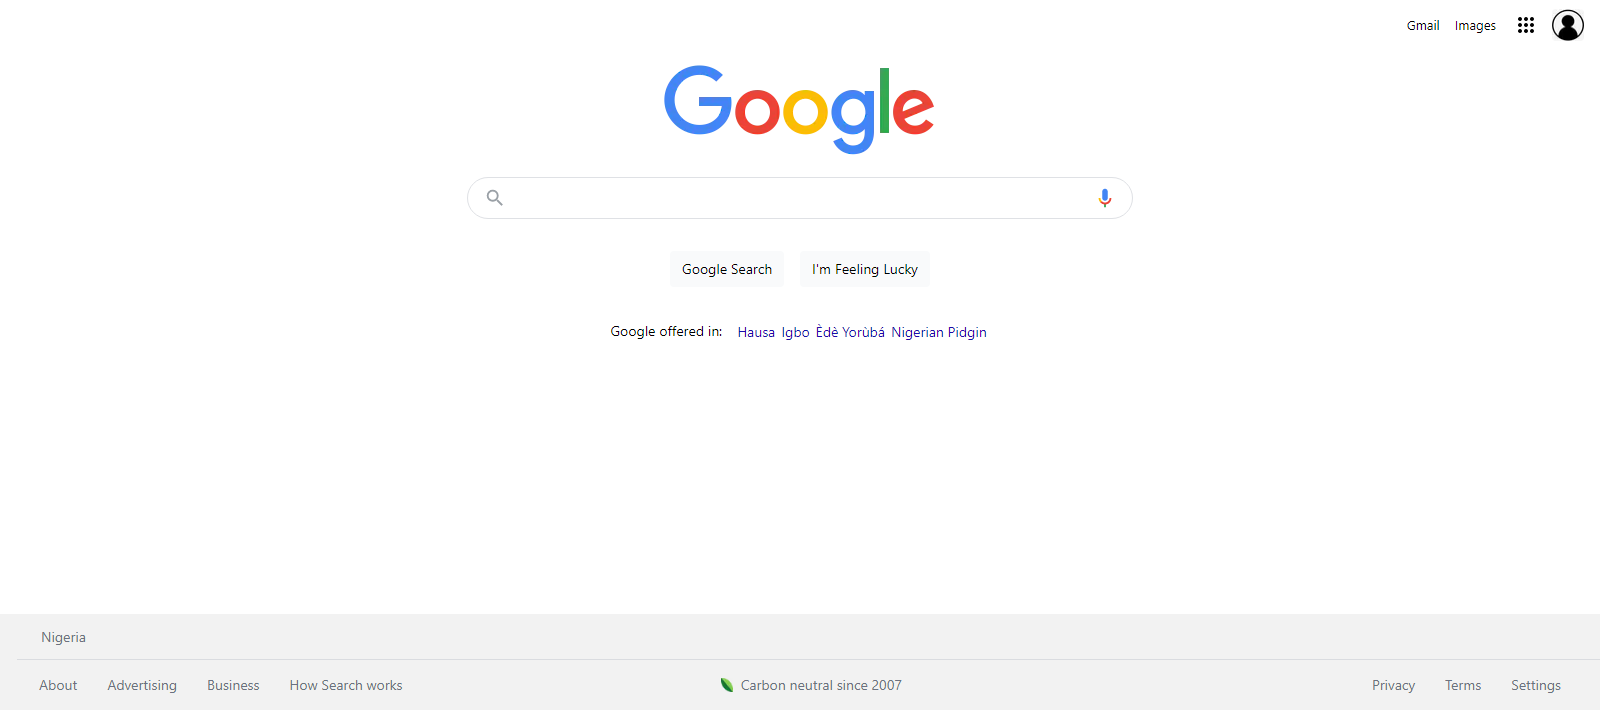 Gmail Images
Google
Google Search I'm Feeling Lucky
Google offered in: Hausa Igbo Èdè Yorùbá Nigerian Pidgin
Nigeria
About Advertising Business How Search works Carbon neutral since 2007 Privacy Terms Settings